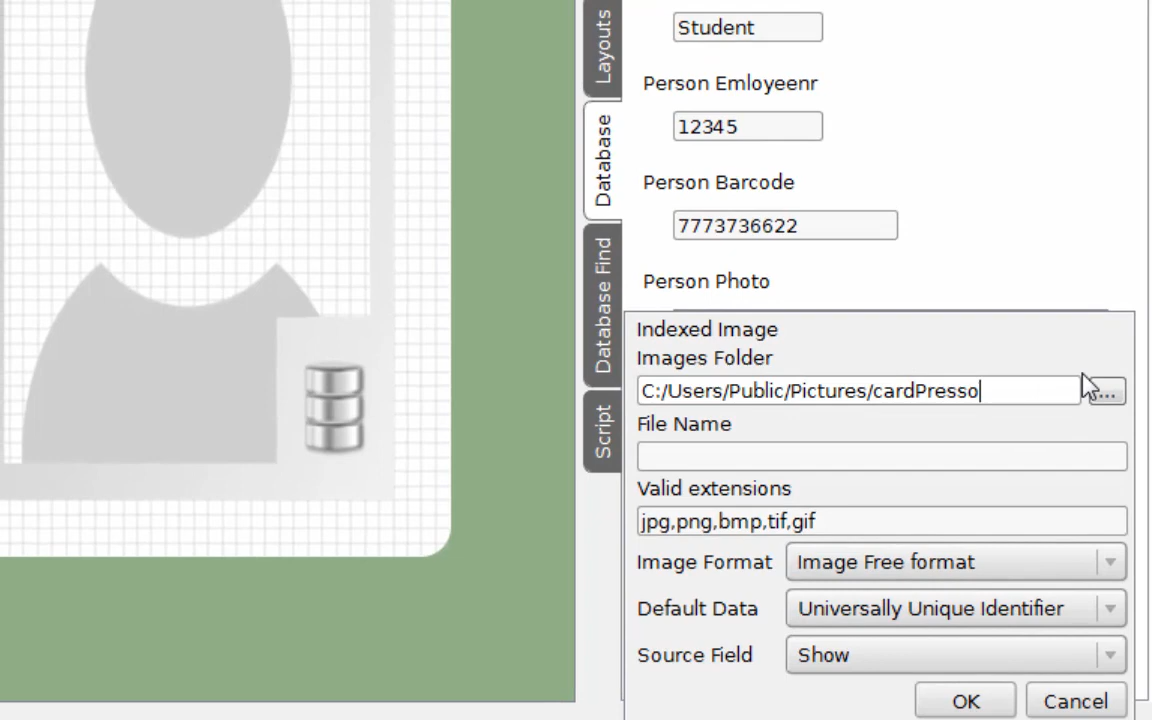 Layouts
Database
Database Find
Script
Student
Person Emloyeenr
12345
Person Barcode
7773736622
Person Photo
Indexed Image
Images Folder
C:/Users/Public/Pictures/cardPresso
...
File Name
Valid extensions
jpg,png,bmp,tif,gif
Image Format Image Free format
Default Data Universally Unique Identifier
Source Field Show
OK Cancel